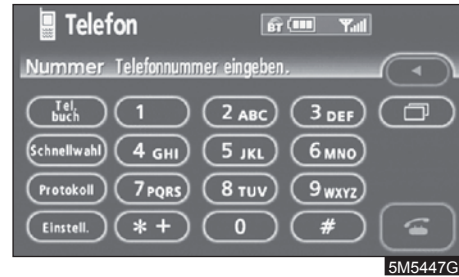 Telefon BT
Nummer Telefonnummer eingeben.
Tel. buch 1 2 ABC 3 DEF
Schnellwahl 4 GHI 5 JKL 6 MNO
Protokoll 7 PQRS 8 TUV 9 WXYZ
Einstell. * + 0 #
5M5447G